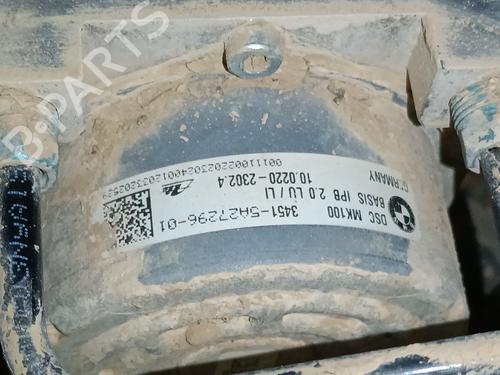 B-PARTS
DSC MK100
BASIS IPB 2.0 LU/LI
GERMANY
3451-5A27296-01
10.0220-2302.4